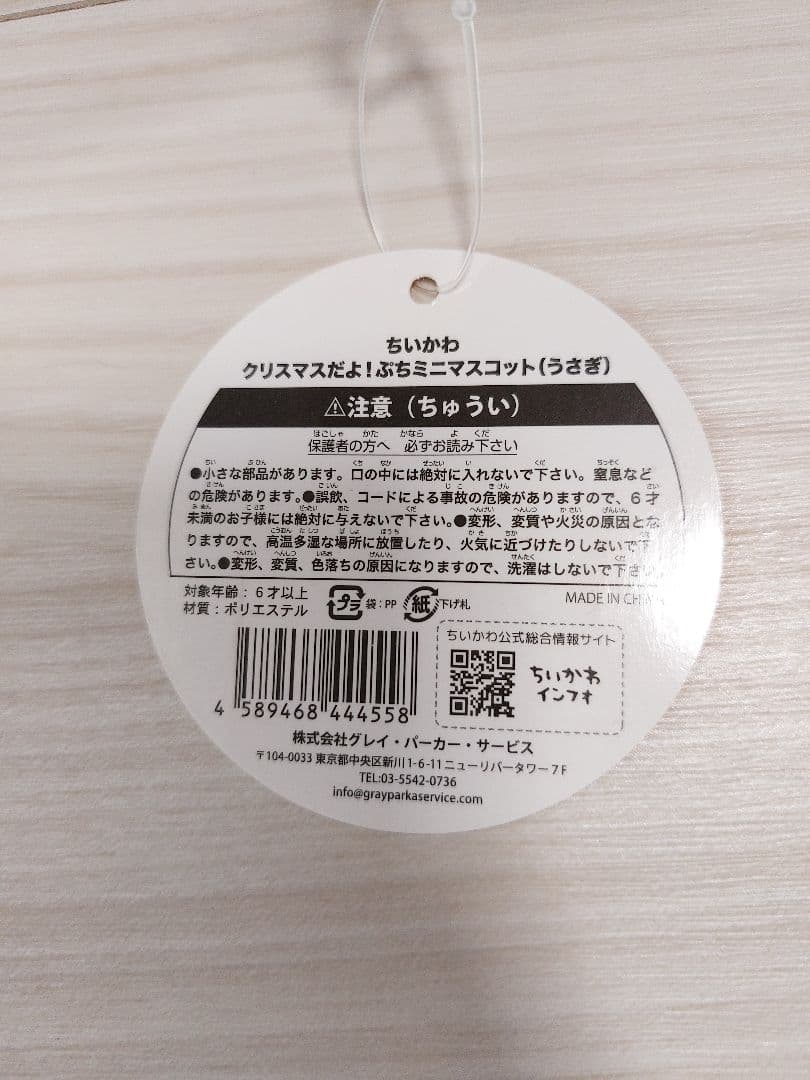 ちいかわ
クリスマスだよ!ぷちミニマスコット(うさぎ)
⚠注意(ちゅうい)
保護者の方へ 必ずお読み下さい
●小さな部品があります。口の中には絶対に入れないで下さい。窒息など
の危険があります。●誤飲、コードによる事故の危険がありますので、6才
未満のお子様には絶対に与えないで下さい。●変形、変質や火災の原因とな
りますので、高温多湿な場所に放置したり、火気に近づけたりしないで下
さい。●変形、変質、色落ちの原因になりますので、洗濯はしないで下さい。
対象年齢:6才以上
材質:ポリエステル
プラ 袋:PP 紙 下げ札
MADE IN CHINA
ちいかわ公式総合情報サイト
ちいかわ
インフォ
4 589468 444558
株式会社グレイ・パーカー・サービス
〒104-0033 東京都中央区新川1-6-11ニューリバータワー7F
TEL:03-5542-0736
info@grayparkaservice.com